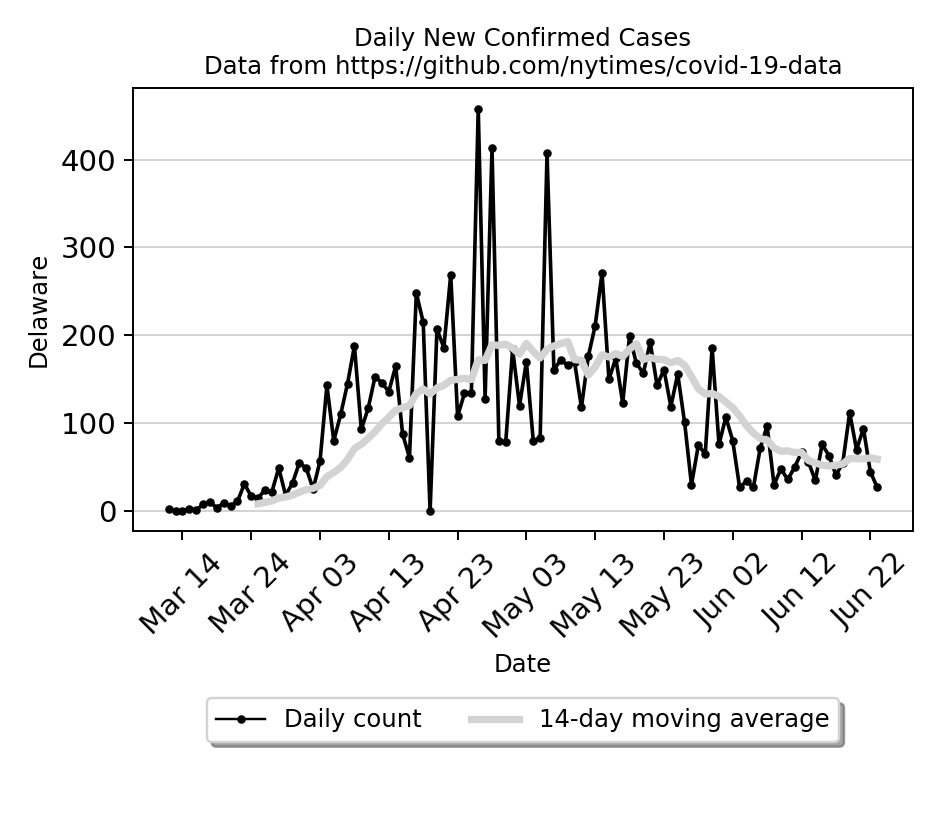 Daily New Confirmed Cases
Data from https://github.com/nytimes/covid-19-data
400
300
200
100
0
Delaware
Mar 14
Mar 24
Apr 03
Apr 13
Apr 23
May 03
May 13
May 23
Jun 02
Jun 12
Jun 22
Date
Daily count
14-day moving average